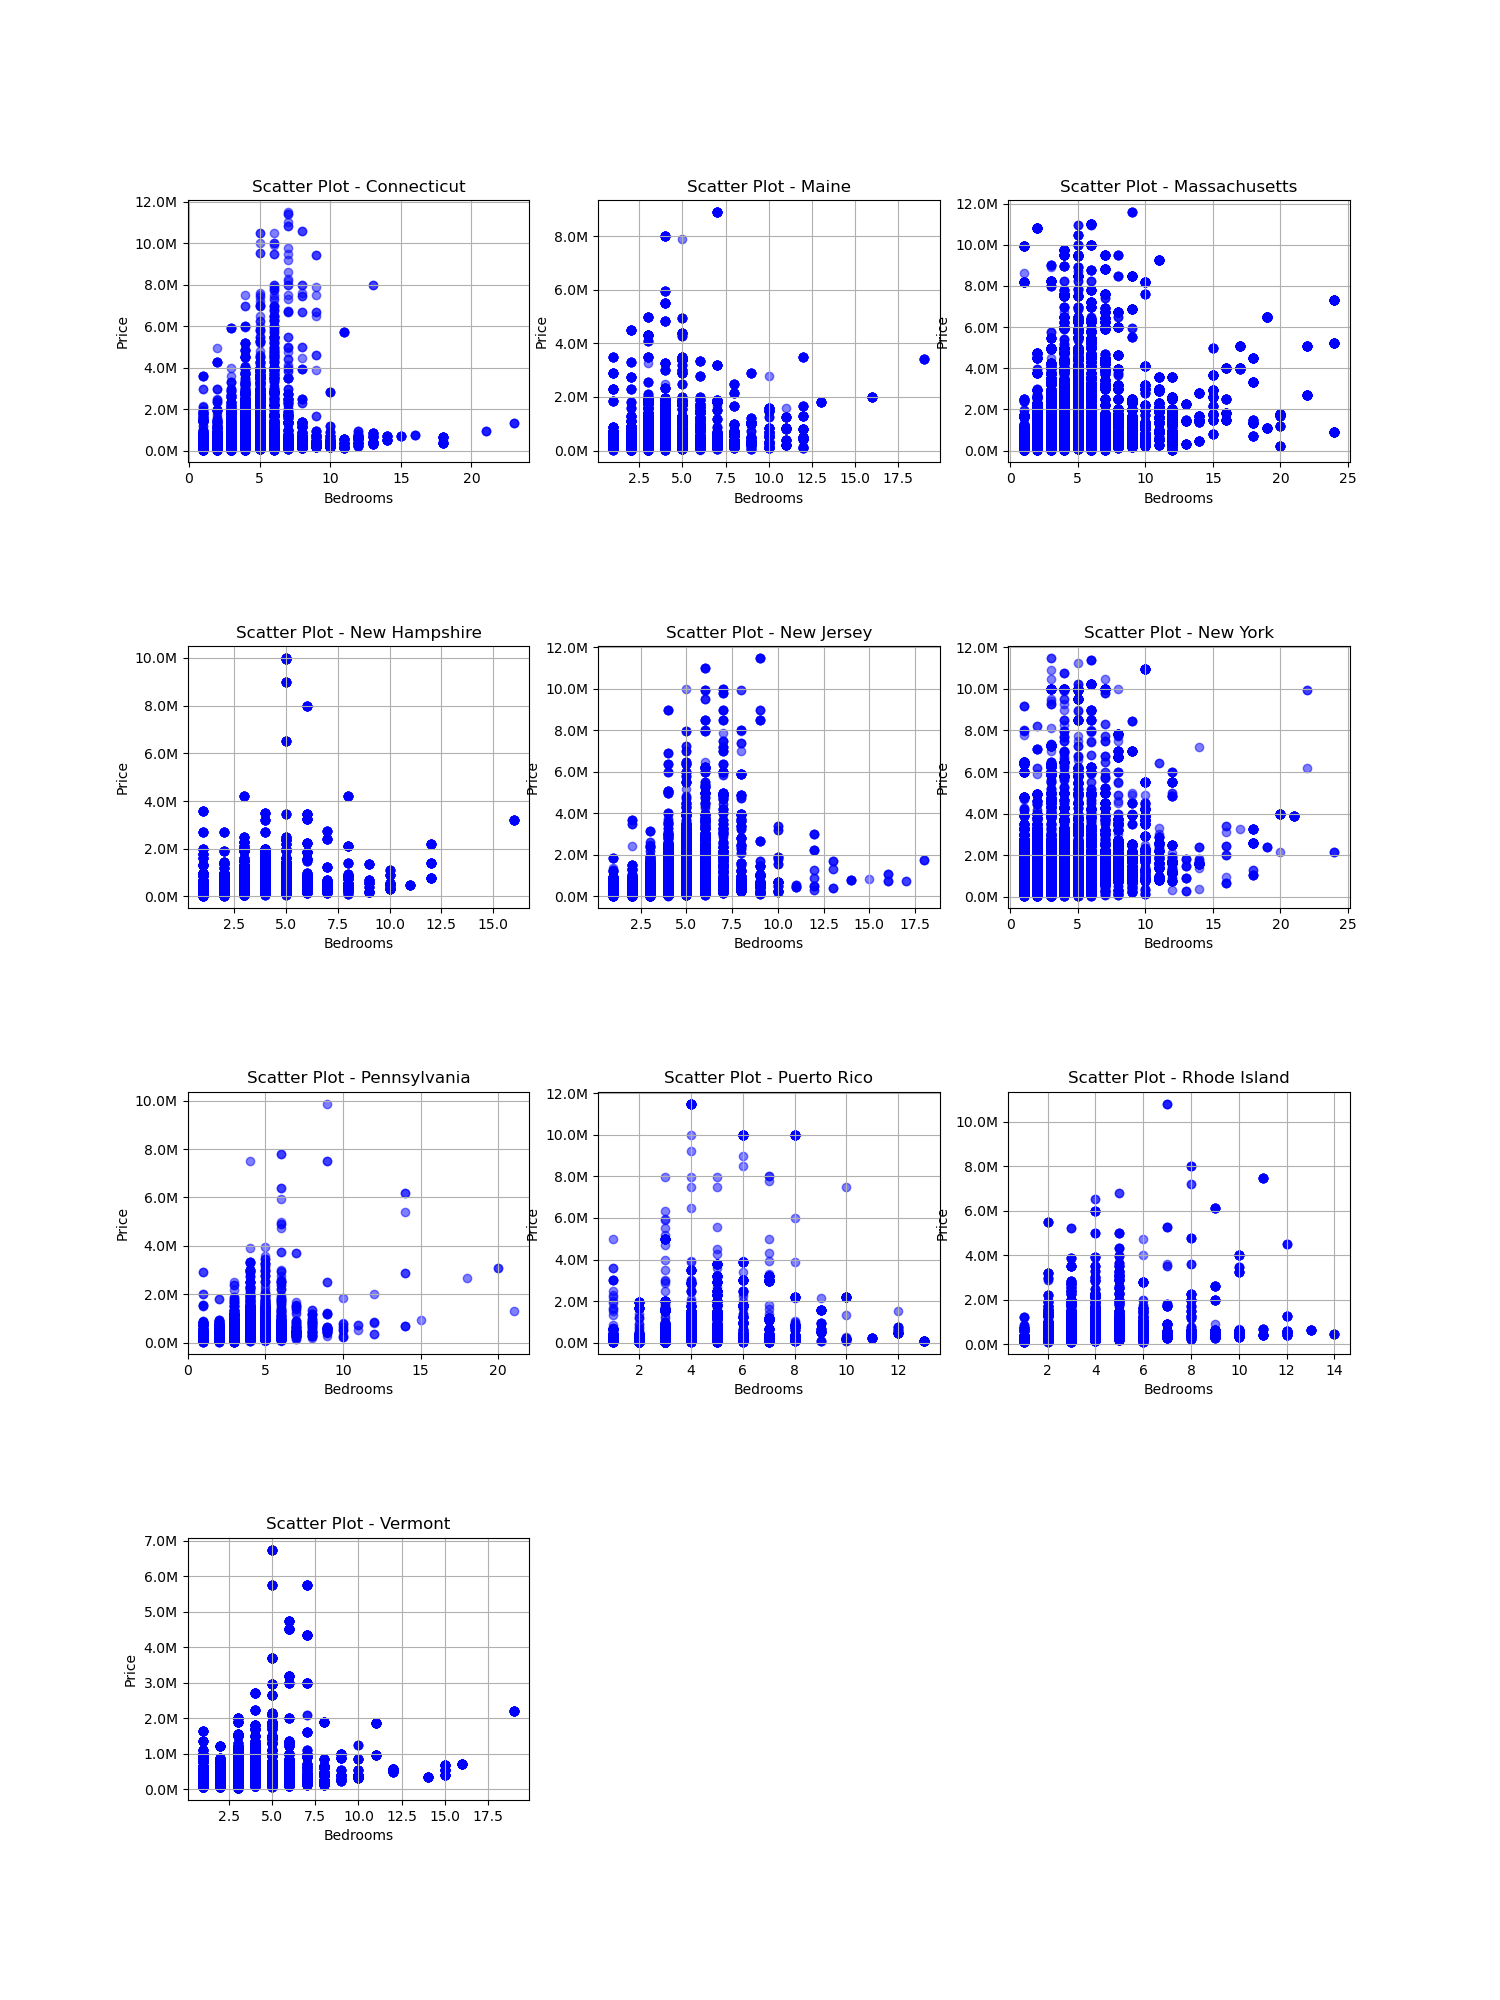 Scatter Plot - Connecticut
12.0M
10.0M
8.0M
6.0M
4.0M
2.0M
0.0M
Price
0 5 10 15 20
Bedrooms
Scatter Plot - Maine
8.0M
6.0M
4.0M
2.0M
0.0M
Price
2.5 5.0 7.5 10.0 12.5 15.0 17.5
Bedrooms
Scatter Plot - Massachusetts
12.0M
10.0M
8.0M
6.0M
4.0M
2.0M
0.0M
Price
0 5 10 15 20 25
Bedrooms
Scatter Plot - New Hampshire
10.0M
8.0M
6.0M
4.0M
2.0M
0.0M
Price
2.5 5.0 7.5 10.0 12.5 15.0
Bedrooms
Scatter Plot - New Jersey
12.0M
10.0M
8.0M
6.0M
4.0M
2.0M
0.0M
Price
2.5 5.0 7.5 10.0 12.5 15.0 17.5
Bedrooms
Scatter Plot - New York
12.0M
10.0M
8.0M
6.0M
4.0M
2.0M
0.0M
Price
0 5 10 15 20 25
Bedrooms
Scatter Plot - Pennsylvania
10.0M
8.0M
6.0M
4.0M
2.0M
0.0M
Price
0 5 10 15 20
Bedrooms
Scatter Plot - Puerto Rico
12.0M
10.0M
8.0M
6.0M
4.0M
2.0M
0.0M
Price
2 4 6 8 10 12
Bedrooms
Scatter Plot - Rhode Island
10.0M
8.0M
6.0M
4.0M
2.0M
0.0M
Price
2 4 6 8 10 12 14
Bedrooms
Scatter Plot - Vermont
7.0M
6.0M
5.0M
4.0M
3.0M
2.0M
1.0M
0.0M
Price
2.5 5.0 7.5 10.0 12.5 15.0 17.5
Bedrooms